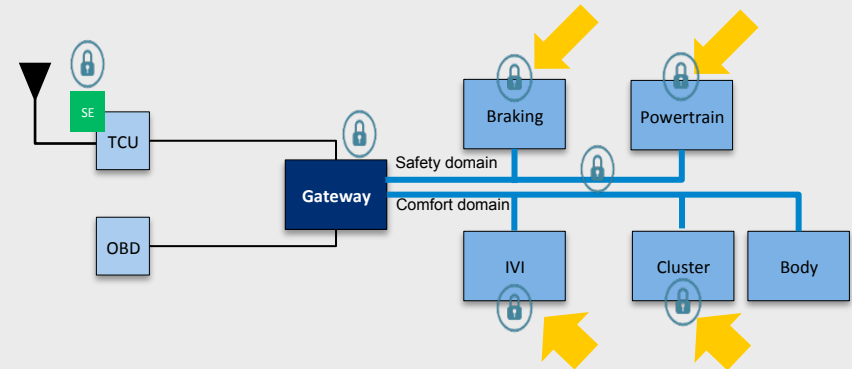 SE
TCU
OBD
Gateway
Safety domain
Comfort domain
Braking
Powertrain
IVI
Cluster
Body